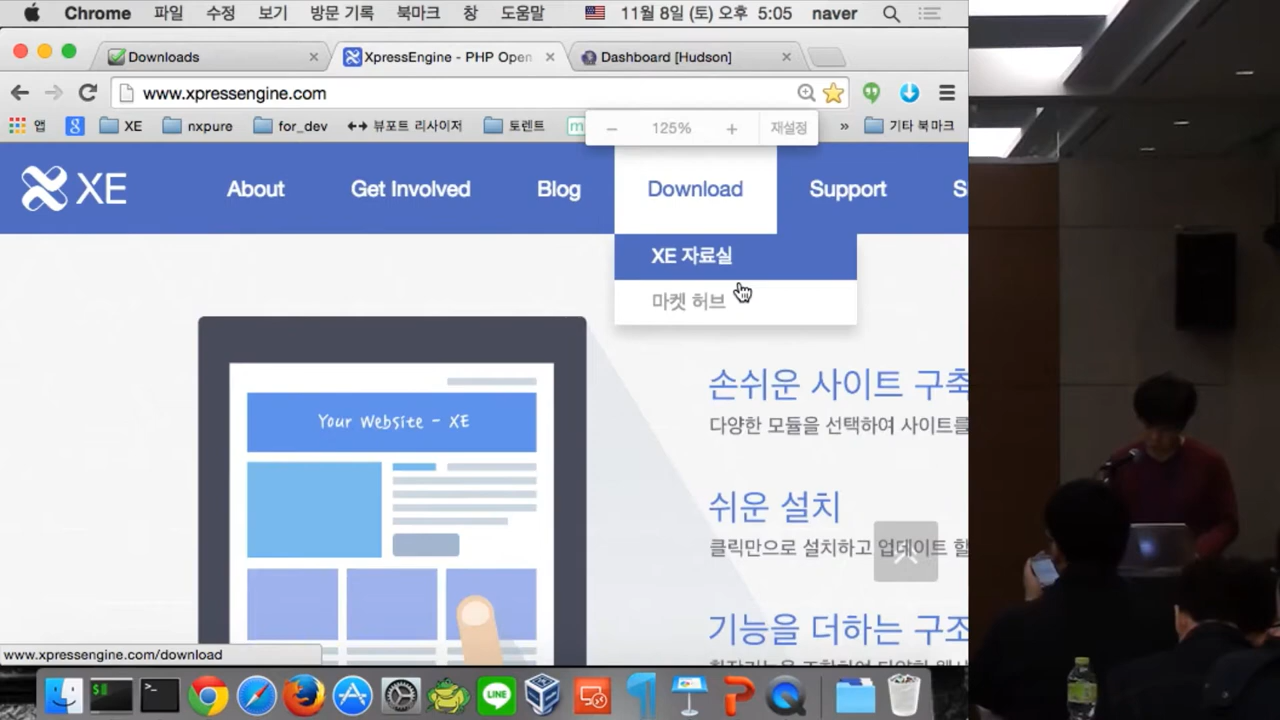 Chrome 파일 수정 보기 방문 기록 북마크 창 도움말 11월 8일 (토) 오후 5:05 naver
Downloads XpressEngine - PHP Open Dashboard [Hudson]
www.xpressengine.com
앱 XE nxpure for_dev 뷰포트 리사이저 토렌트 » 기타 북마크
125% 재설정
XE About Get Involved Blog Download Support S
XE 자료실
마켓 허브
Your Website - XE
손쉬운 사이트 구축
다양한 모듈을 선택하여 사이트를
쉬운 설치
클릭만으로 설치하고 업데이트 할
기능을 더하는 구조
www.xpressengine.com/download
LINE